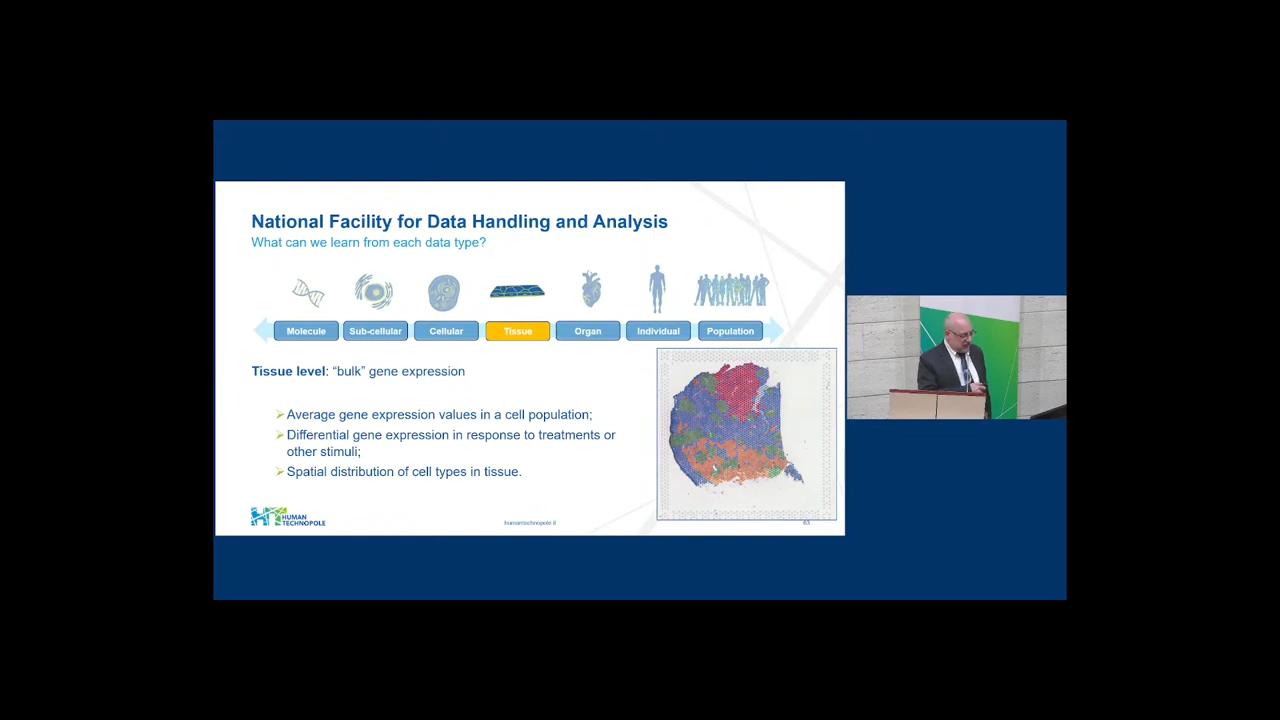 National Facility for Data Handling and Analysis
What can we learn from each data type?
Molecule Sub-cellular Cellular Tissue Organ Individual Population
Tissue level: “bulk” gene expression
Average gene expression values in a cell population;
Differential gene expression in response to treatments or
other stimuli;
Spatial distribution of cell types in tissue.
HT HUMAN
TECHNOPOLE
humantechnopole.it
63